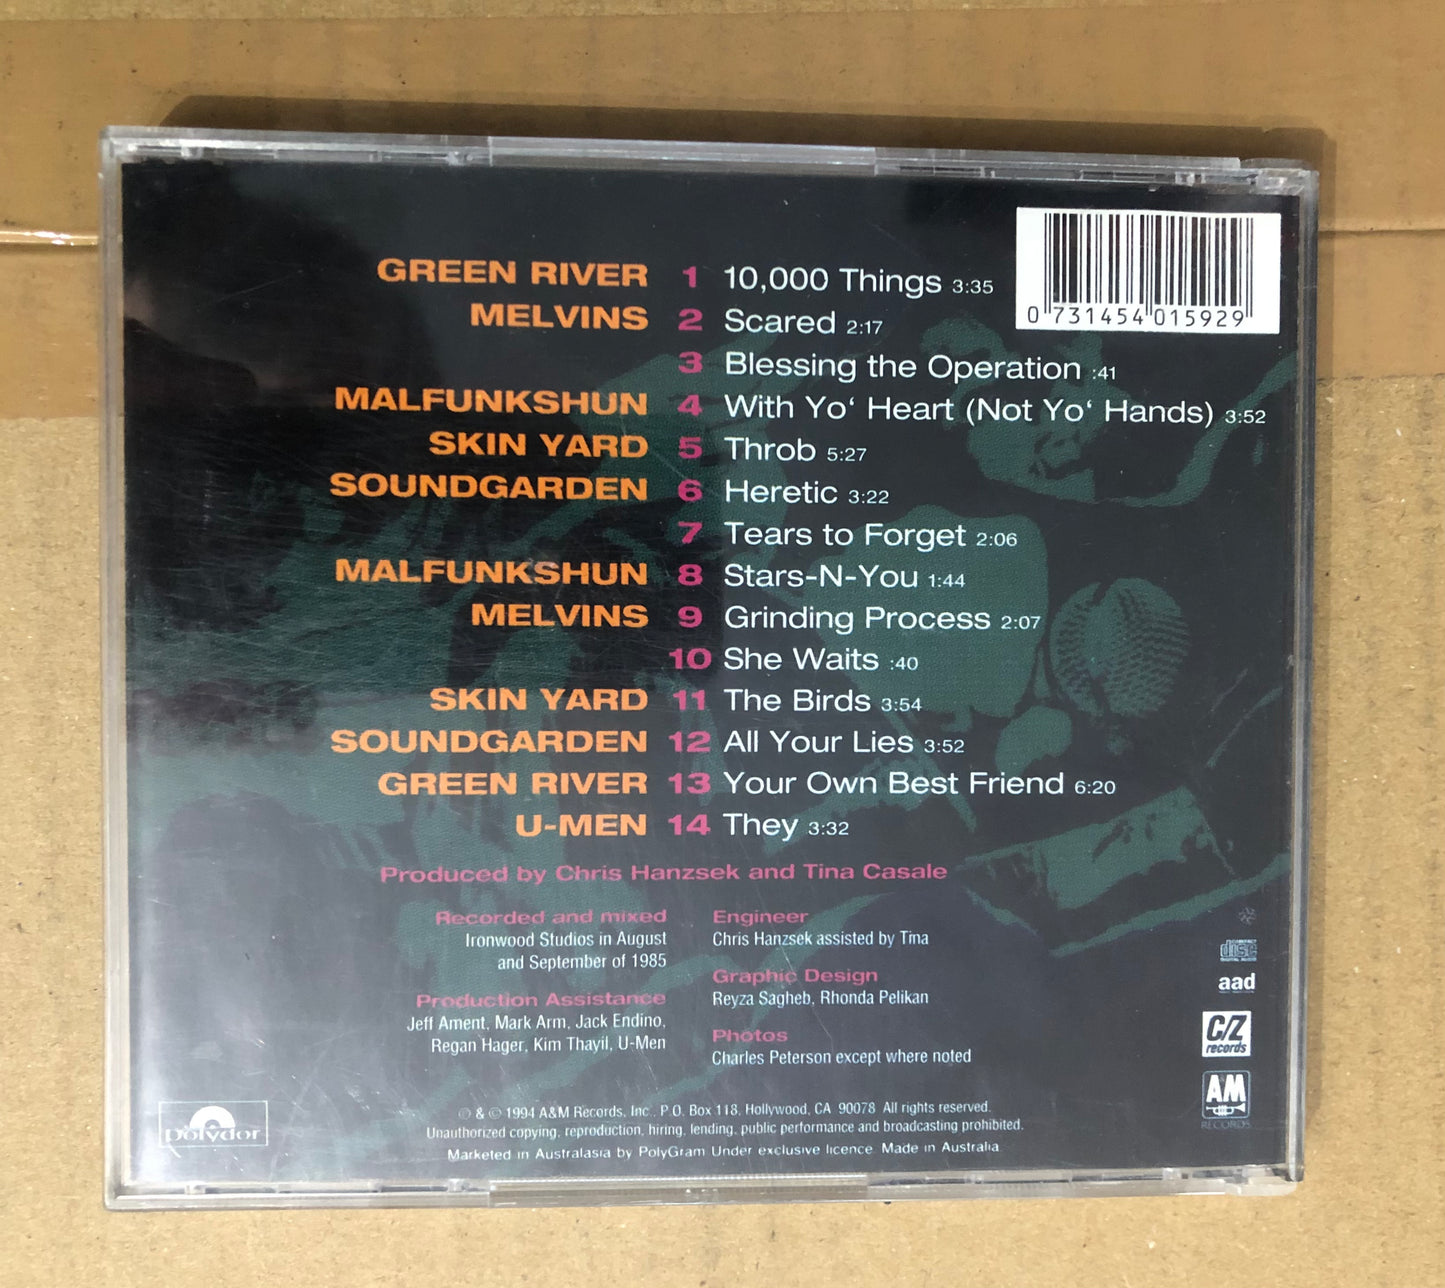 0 731454 015929
GREEN RIVER 1 10,000 Things 3:35
MELVINS 2 Scared 2:17
3 Blessing the Operation :41
MALFUNKSHUN 4 With Yo‘ Heart (Not Yo‘ Hands) 3:52
SKIN YARD 5 Throb 5:27
SOUNDGARDEN 6 Heretic 3:22
7 Tears to Forget 2:06
MALFUNKSHUN 8 Stars-N-You 1:44
MELVINS 9 Grinding Process 2:07
10 She Waits :40
SKIN YARD 11 The Birds 3:54
SOUNDGARDEN 12 All Your Lies 3:52
GREEN RIVER 13 Your Own Best Friend 6:20
U-MEN 14 They 3:32
Produced by Chris Hanzsek and Tina Casale
Recorded and mixed
Ironwood Studios in August
and September of 1985
Production Assistance
Jeff Ament, Mark Arm, Jack Endino,
Regan Hager, Kim Thayil, U-Men
Engineer
Chris Hanzsek assisted by Tina
Graphic Design
Reyza Sagheb, Rhonda Pelikan
Photos
Charles Peterson except where noted
COMPACT
disc
DIGITAL AUDIO
aad
C/Z
records
AM
RECORDS
polydor
℗ & © 1994 A&M Records, Inc., P.O. Box 118, Hollywood, CA 90078 All rights reserved.
Unauthorized copying, reproduction, hiring, lending, public performance and broadcasting prohibited.
Marketed in Australasia by PolyGram Under exclusive licence Made in Australia